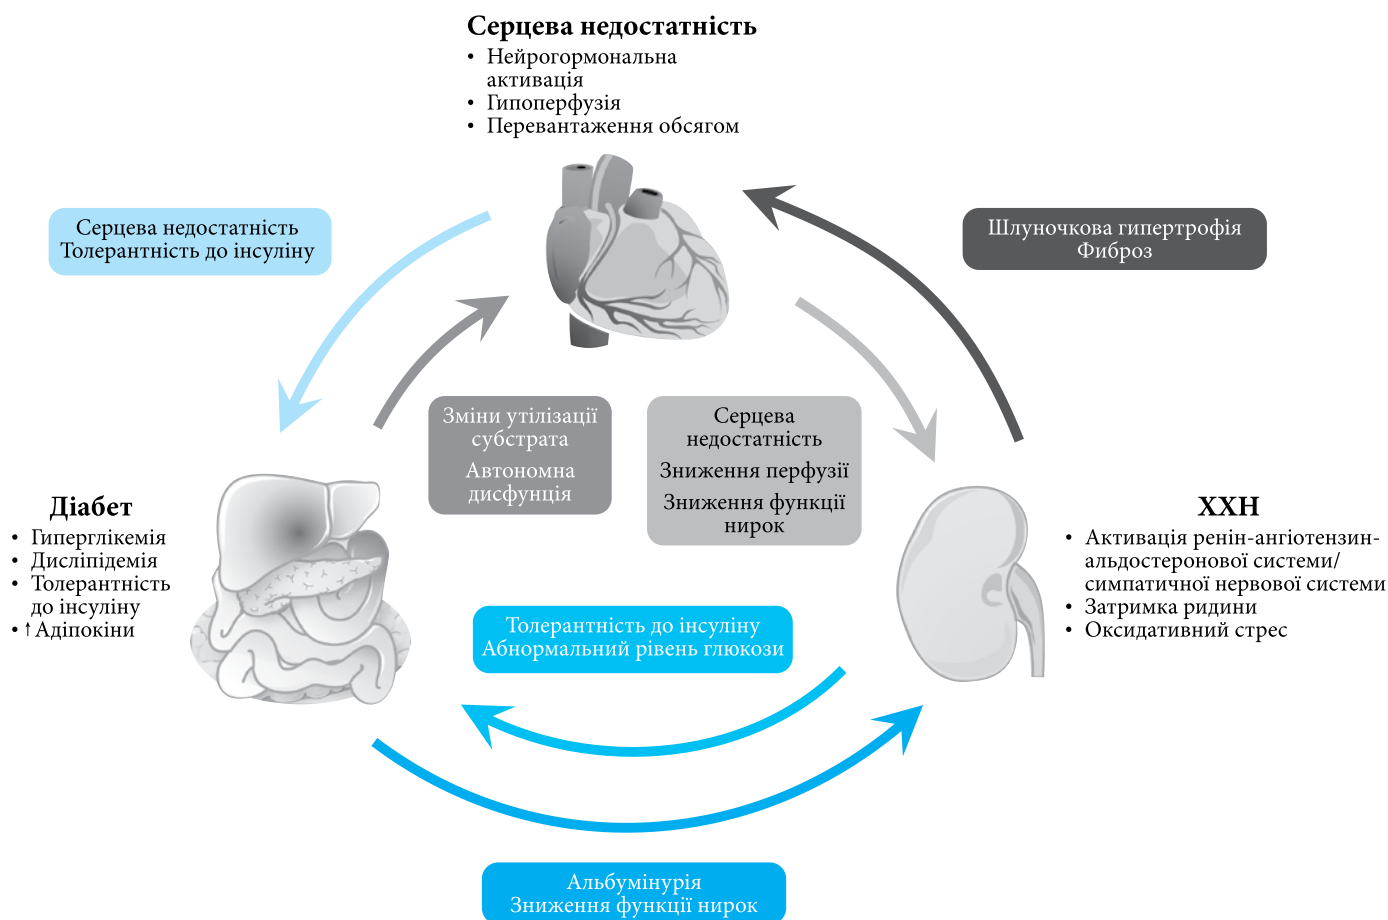 Серцева недостатність
• Нейрогормональна
активація
• Гипоперфузія
• Перевантаження обсягом
Серцева недостатність
Толерантність до інсуліну
Шлуночкова гипертрофія
Фиброз
Зміни утілізації
субстрата
Автономна
дисфунція
Серцева
недостатність
Зниження перфузії
Зниження функції
нирок
Діабет
• Гиперглікемія
• Дисліпідемія
• Толерантність
до інсуліну
• ↑ Адіпокіни
ХХН
• Активація ренін-ангіотензин-
альдостеронової системи/
симпатичної нервової системи
• Затримка ридини
• Оксидативний стрес
Толерантність до інсуліну
Абнормальний рівень глюкози
Альбумінурія
Зниження функції нирок